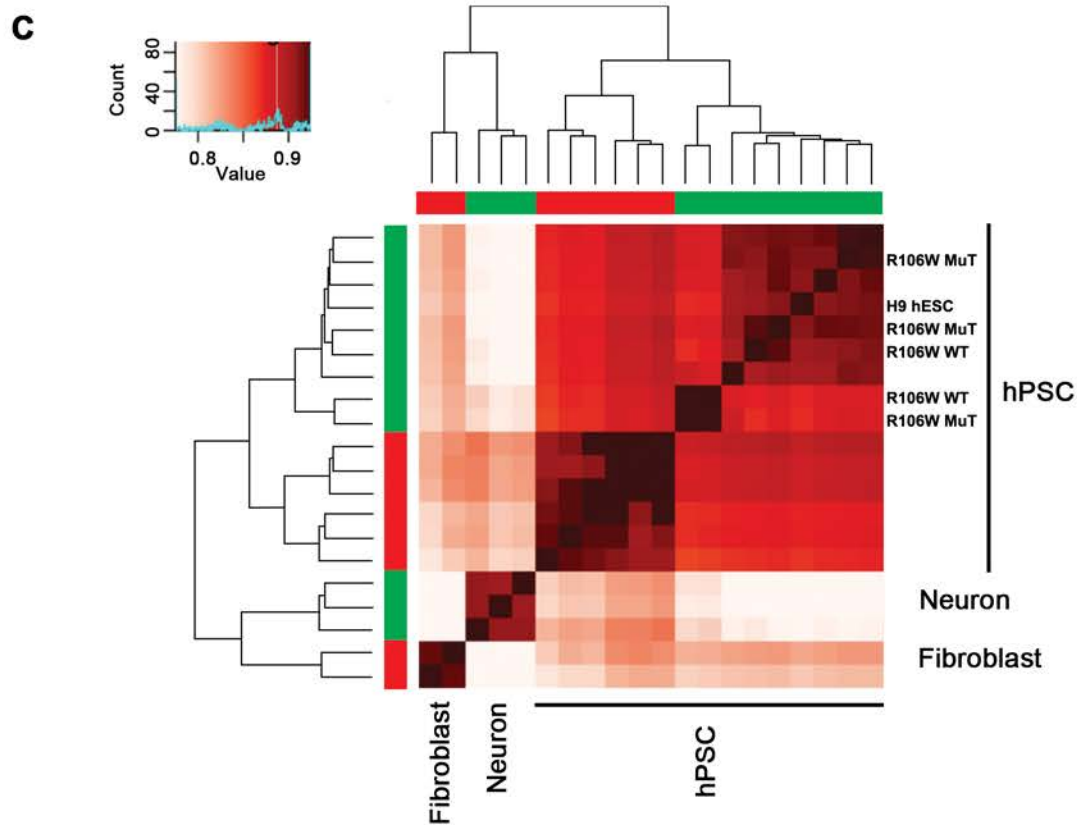 c
Count
80
40
0
0.8
0.9
Value
R106W MuT
H9 hESC
R106W MuT
R106W WT
R106W WT
R106W MuT
hPSC
Neuron
Fibroblast
Fibroblast
Neuron
hPSC